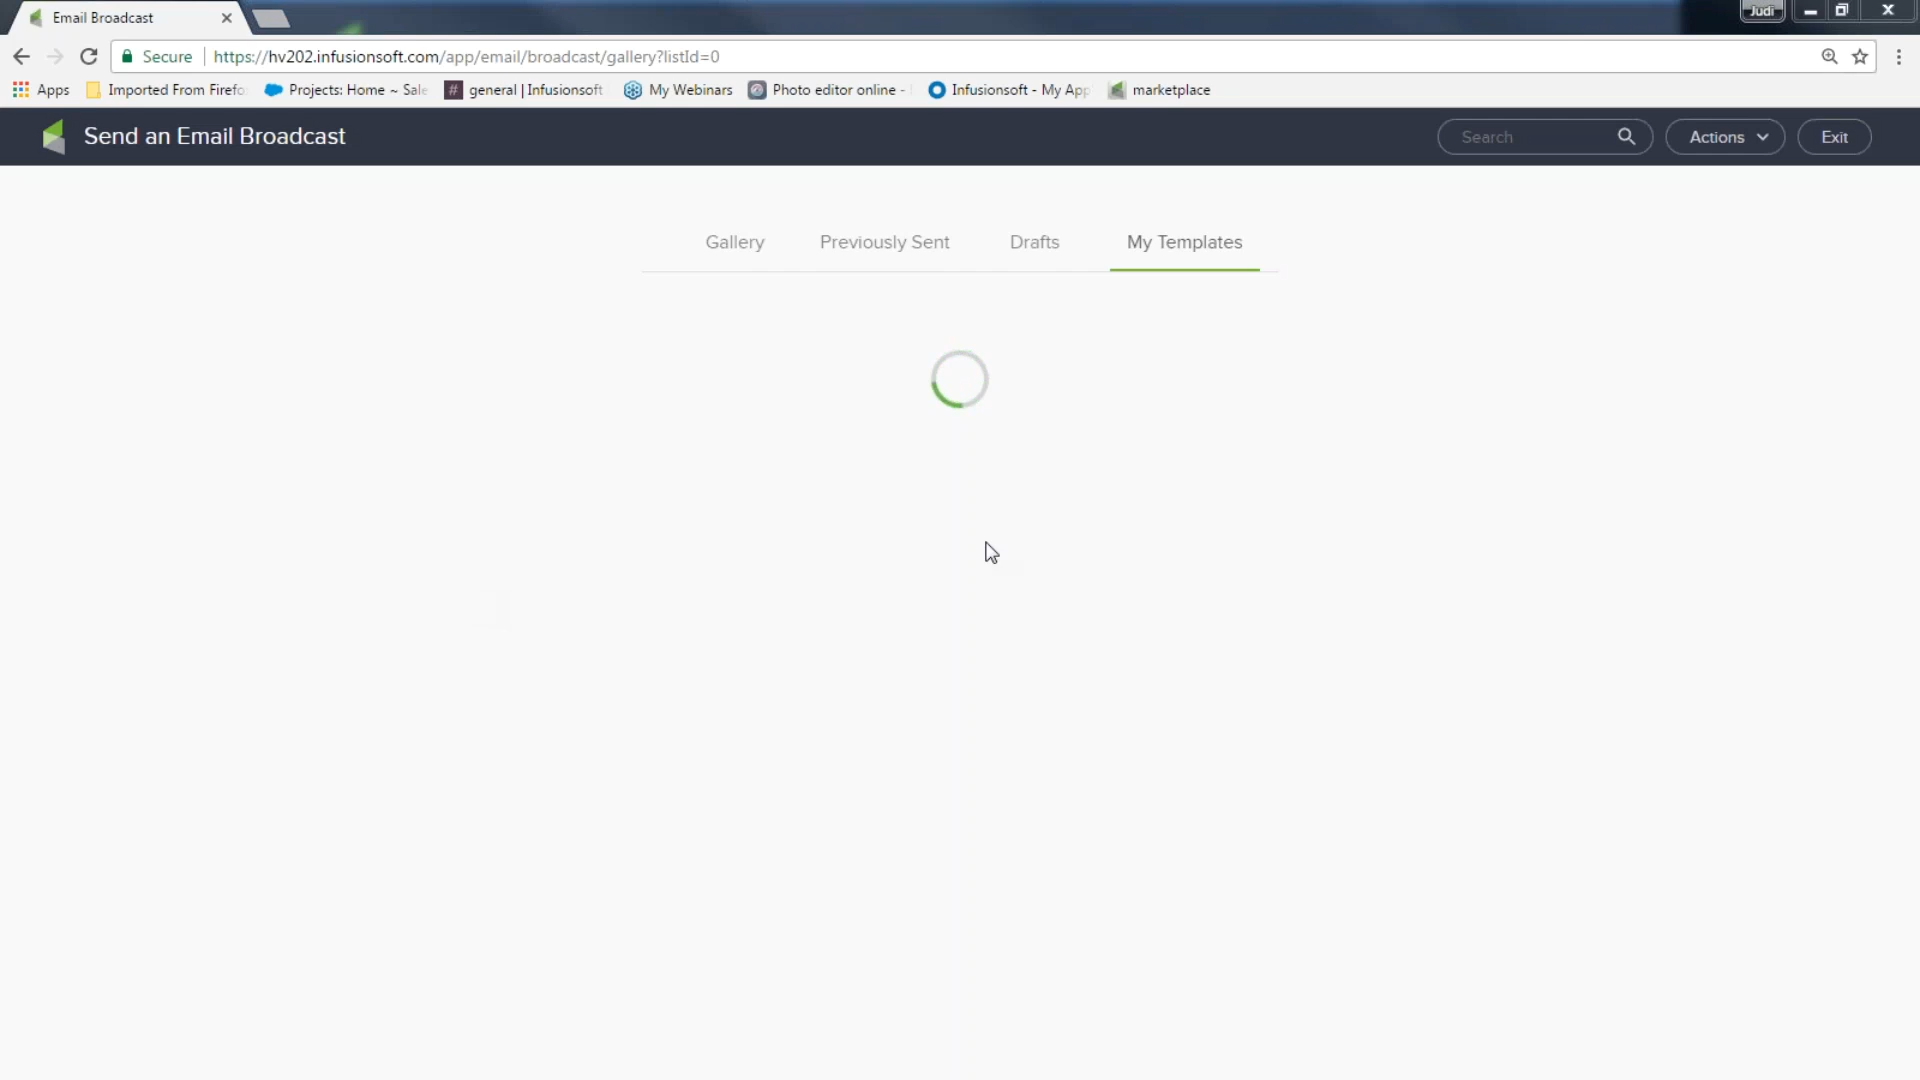 Email Broadcast
Judi
Secure https://hv202.infusionsoft.com/app/email/broadcast/gallery?listId=0
Apps Imported From Firefo Projects: Home ~ Sale # general | Infusionsoft My Webinars Photo editor online - Infusionsoft - My App marketplace
Send an Email Broadcast Search Actions Exit
Gallery Previously Sent Drafts My Templates